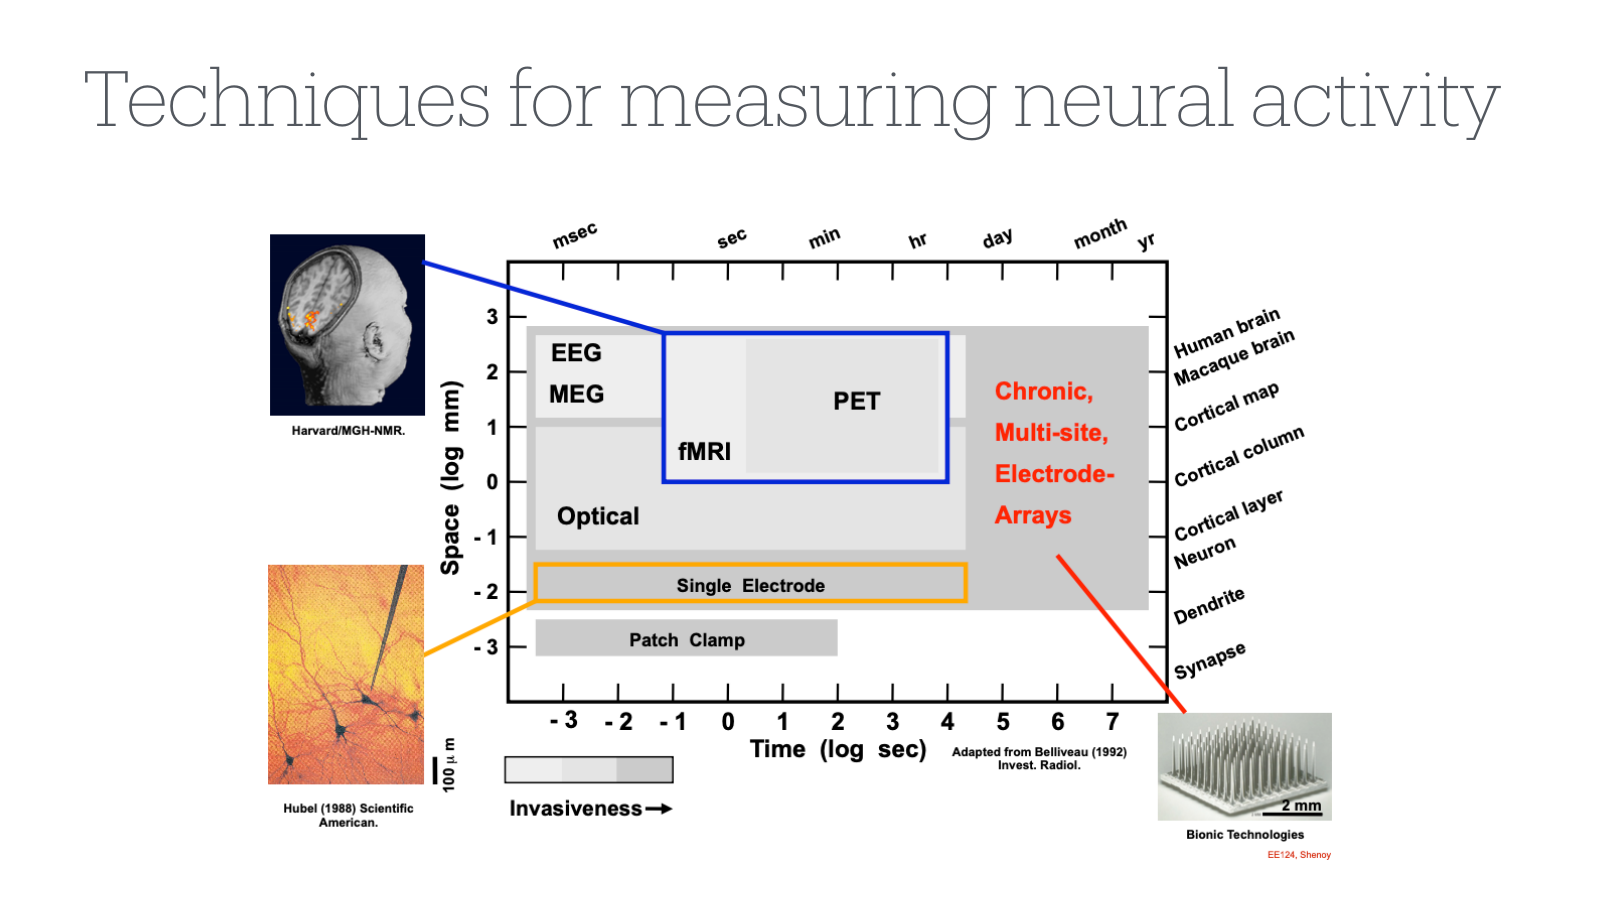 Techniques for measuring neural activity
msec sec min hr day month yr
Harvard/MGH-NMR.
Space (log mm)
3
2
1
0
- 1
- 2
- 3
EEG
MEG
fMRI
PET
Optical
Single Electrode
Patch Clamp
Chronic,
Multi-site,
Electrode-
Arrays
Human brain
Macaque brain
Cortical map
Cortical column
Cortical layer
Neuron
Dendrite
Synapse
- 3 - 2 - 1 0 1 2 3 4 5 6 7
Time (log sec)
Adapted from Belliveau (1992)
Invest. Radiol.
100 μ m
Hubel (1988) Scientific
American.
Invasiveness
2 mm
Bionic Technologies
EE124, Shenoy